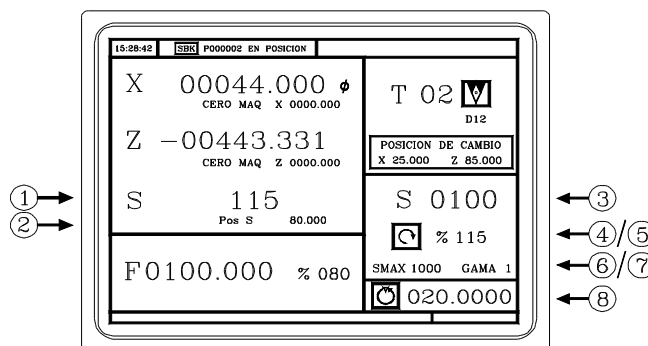 15:28:42 SBK P000002 EN POSICION
X 00044.000 ø
CERO MAQ X 0000.000
Z -00443.331
CERO MAQ Z 0000.000
S 115
Pos S 80.000
F0100.000 % 080
T 02
D12
POSICION DE CAMBIO
X 25.000 Z 85.000
S 0100
% 115
SMAX 1000 GAMA 1
020.0000
1
2
3
4/5
6/7
8